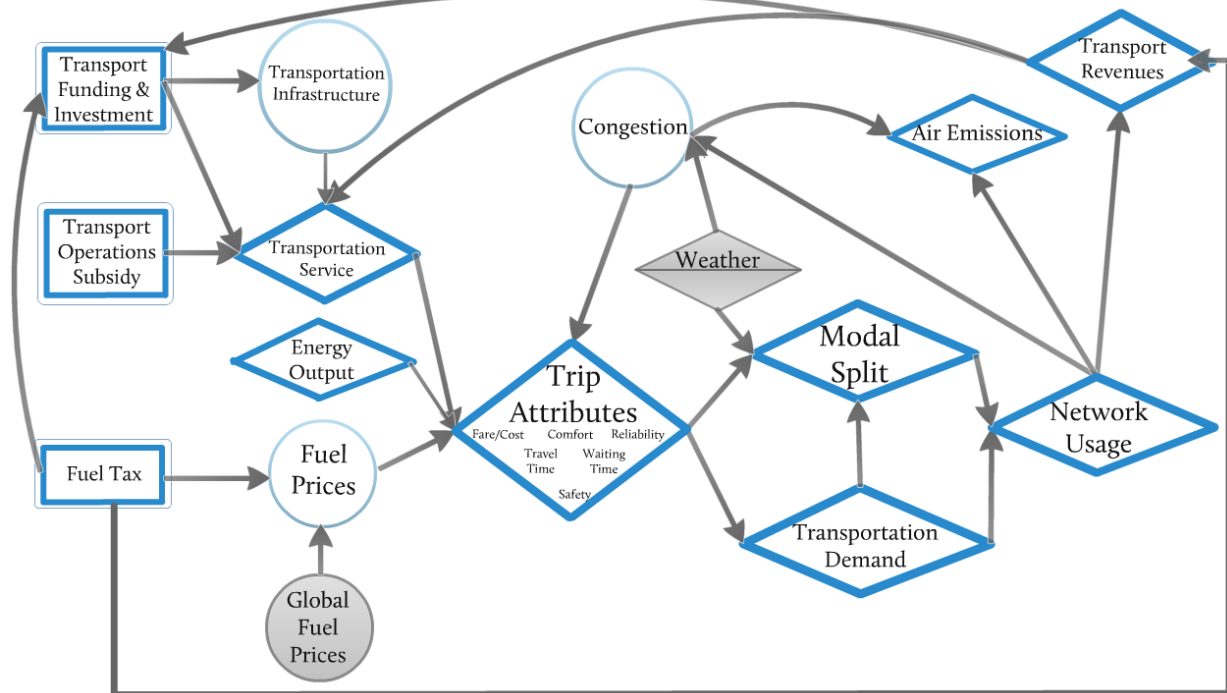 Transport
Funding &
Investment
Transportation
Infrastructure
Congestion
Air Emissions
Transport
Revenues
Transport
Operations
Subsidy
Transportation
Service
Weather
Energy
Output
Modal
Split
Trip
Attributes
Fare/Cost Comfort Reliability
Travel Waiting
Time Time
Safety
Network
Usage
Fuel Tax
Fuel
Prices
Transportation
Demand
Global
Fuel
Prices